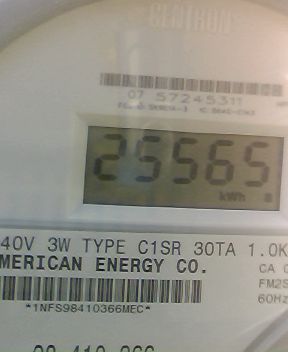 CENTRON
07 57245311
25565
kWh
40V 3W TYPE C1SR 30TA 1.0K
MERICAN ENERGY CO.
CA 0
FM2S
60Hz
*1NFS98410366MEC*